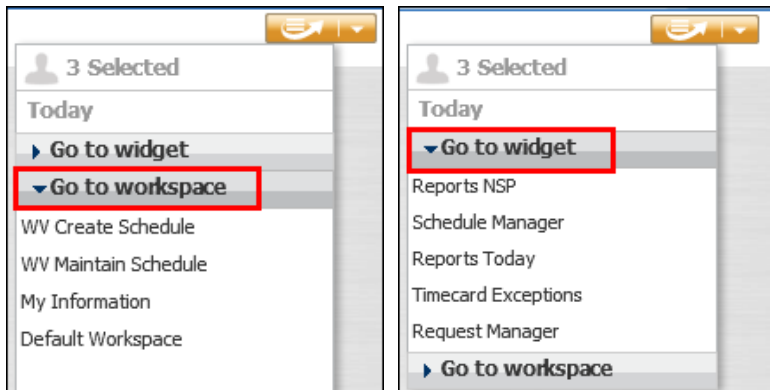 3 Selected
Today
Go to widget
Go to workspace
WV Create Schedule
WV Maintain Schedule
My Information
Default Workspace
3 Selected
Today
Go to widget
Reports NSP
Schedule Manager
Reports Today
Timecard Exceptions
Request Manager
Go to workspace